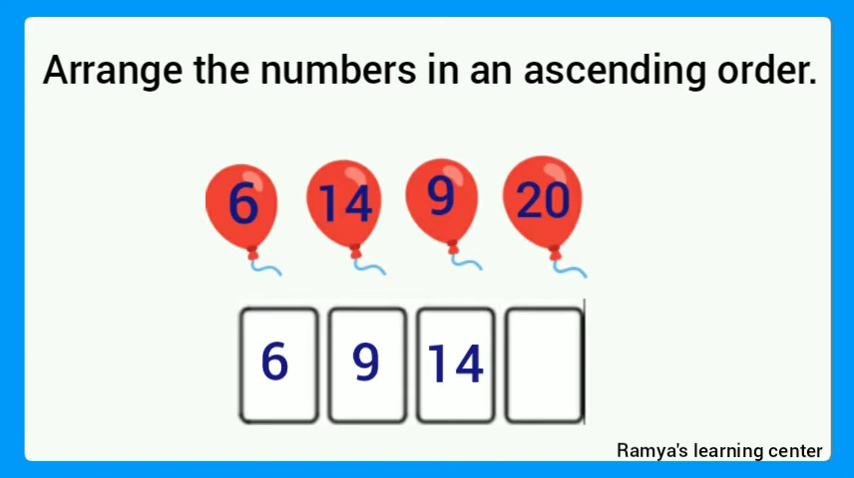 Arrange the numbers in an ascending order.
6 14 9 20
6 9 14
Ramya's learning center